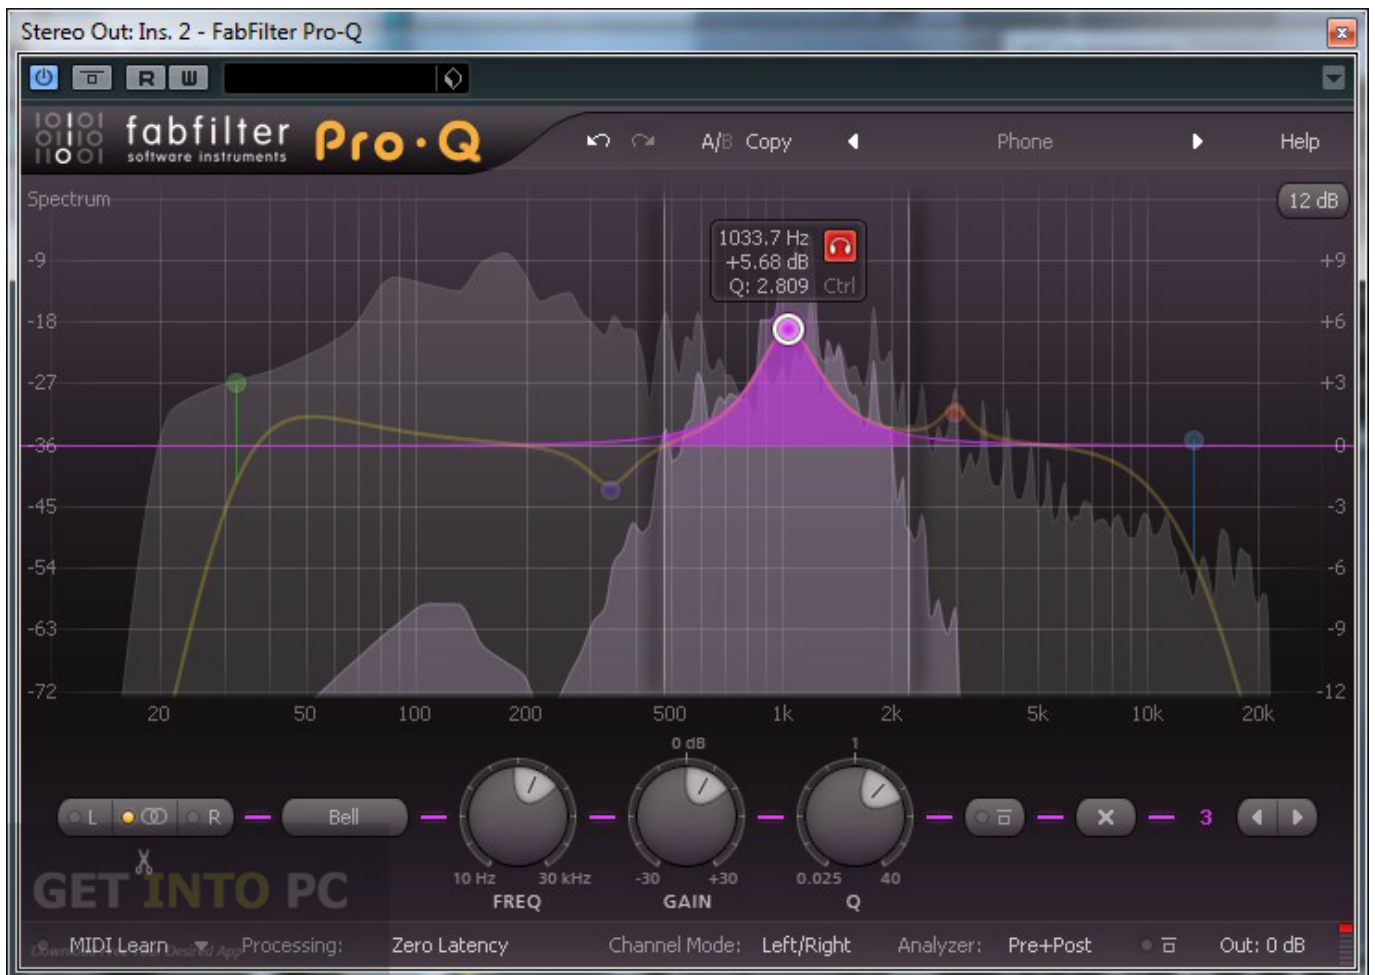 Stereo Out: Ins. 2 - FabFilter Pro-Q
R W
fabfilter
software instruments
Pro·Q
A/B Copy
Phone
Help
Spectrum
12 dB
1033.7 Hz
+5.68 dB
Q: 2.809 Ctrl
-9 +9
-18 +6
-27 +3
-36 0
-45 -3
-54 -6
-63 -9
-72 -12
20 50 100 200 500 1k 2k 5k 10k 20k
0 dB 1
L R Bell 3
10 Hz 30 kHz -30 +30 0.025 40
FREQ GAIN Q
GET INTO PC
MIDI Learn Processing: Zero Latency Channel Mode: Left/Right Analyzer: Pre+Post Out: 0 dB